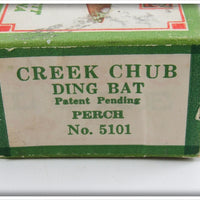 CREEK CHUB
DING BAT
Patent Pending
PERCH
No. 5101